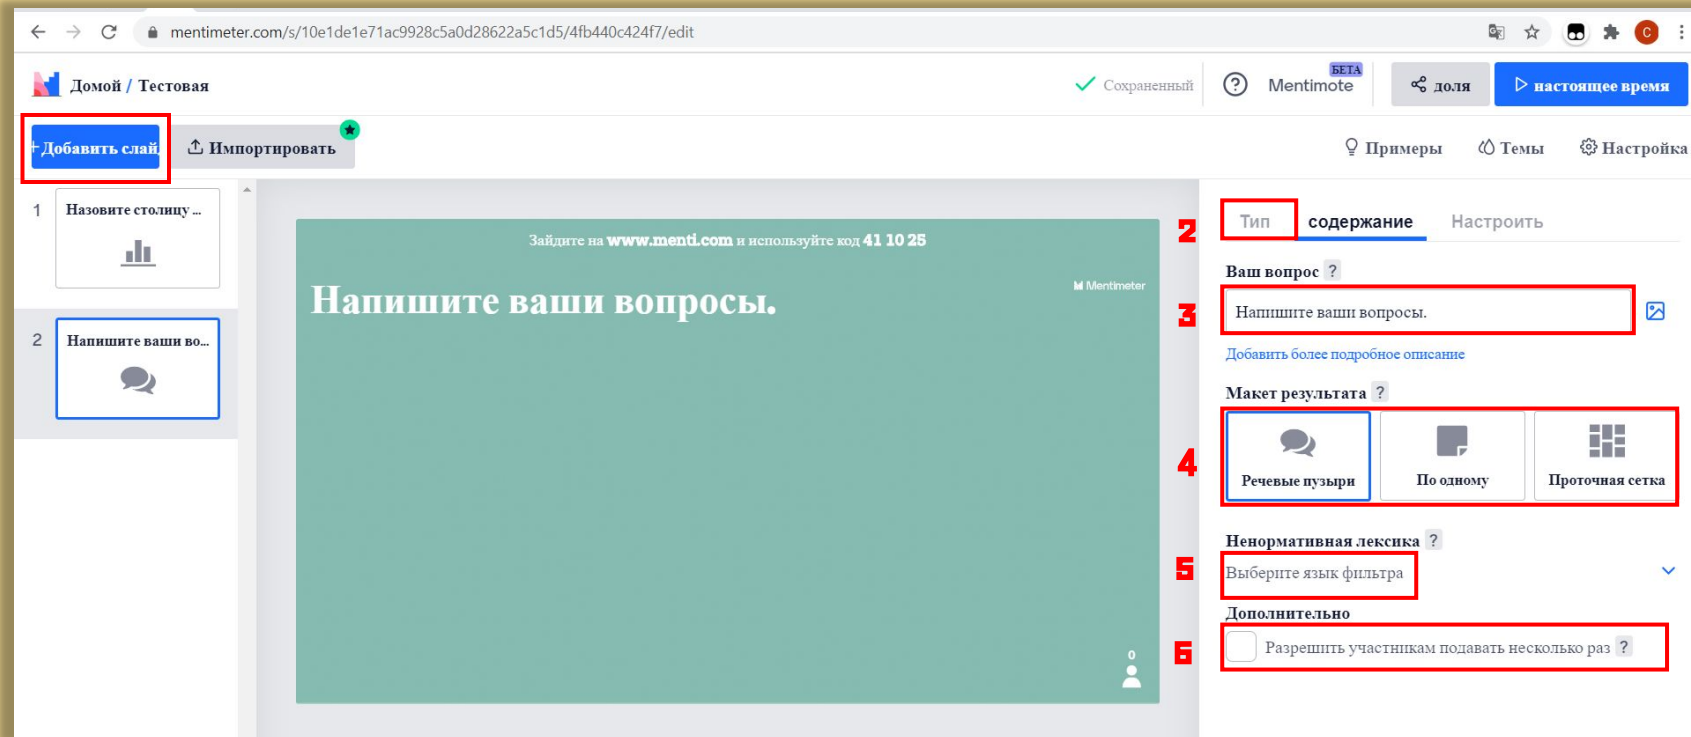 mentimeter.com/s/10e1de1e71ac9928c5a0d28622a5c1d5/4fb440c424f7/edit
C
Домой / Тестовая
Сохраненный
?
Mentimote
БЕТА
доля
настоящее время
+Добавить слай
Импортировать
Примеры
Темы
Настройка
1
Назовите столицу ...
2
Напишите ваши во...
Зайдите на www.menti.com и используйте код 41 10 25
Mentimeter
Напишите ваши вопросы.
0
2
Тип
содержание
Настроить
Ваш вопрос ?
3
Напишите ваши вопросы.
Добавить более подробное описание
Макет результата ?
4
Речевые пузыри
По одному
Проточная сетка
Ненормативная лексика ?
5
Выберите язык фильтра
Дополнительно
6
Разрешить участникам подавать несколько раз ?